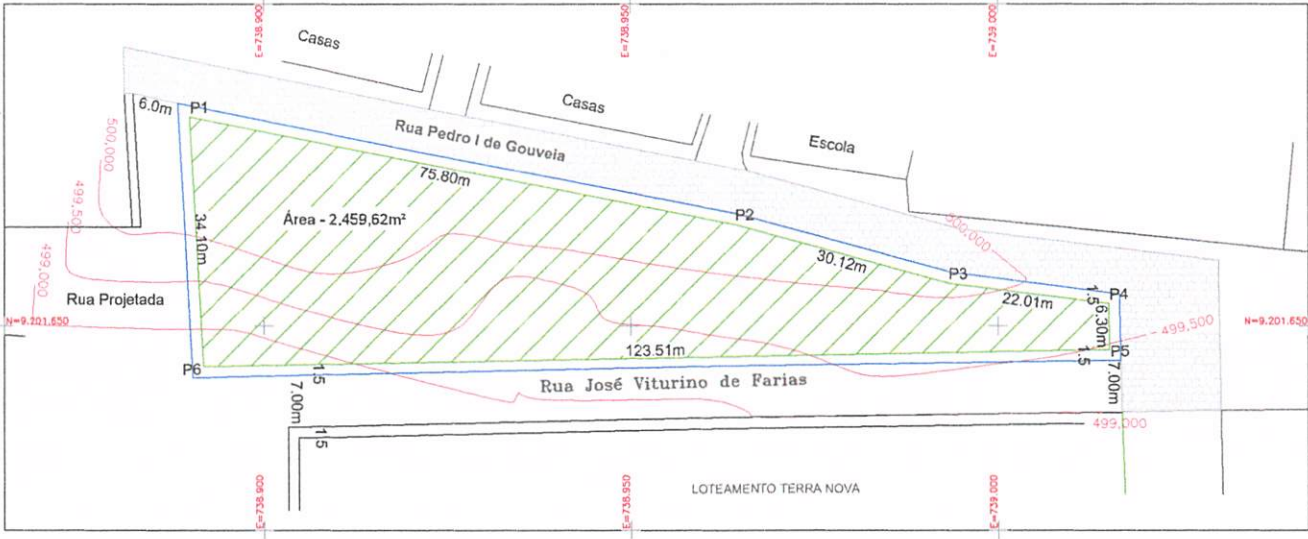 E=738.900
E=738.950
E=739.000
Casas
Casas
Escola
6.0m
P1
Rua Pedro I de Gouveia
75.80m
500,000
499,500
499,000
34.10m
Área - 2.459,62m²
P2
30.12m
500,000
P3
22.01m
1.5
P4
6.30m
Rua Projetada
N=9.201.650
499,500
N=9.201.650
123.51m
1.5
P5
P6
1.5
7.00m
Rua José Viturino de Farias
7.00m
1.5
499,000
LOTEAMENTO TERRA NOVA
E=738.900
E=738.950
E=739.000